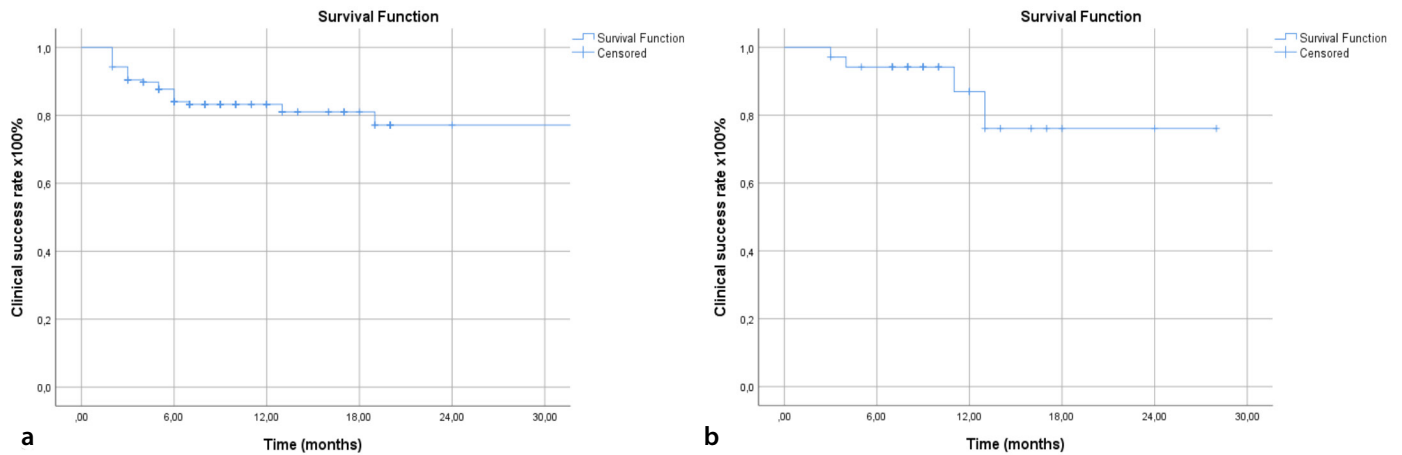 Survival Function
Survival Function
Censored
1,0
0,8
0,6
0,4
0,2
0,0
Clinical success rate x100%
,00
6,00
12,00
18,00
24,00
30,00
Time (months)
a
Survival Function
Survival Function
Censored
1,0
0,8
0,6
0,4
0,2
0,0
Clinical success rate x100%
,00
6,00
12,00
18,00
24,00
30,00
Time (months)
b